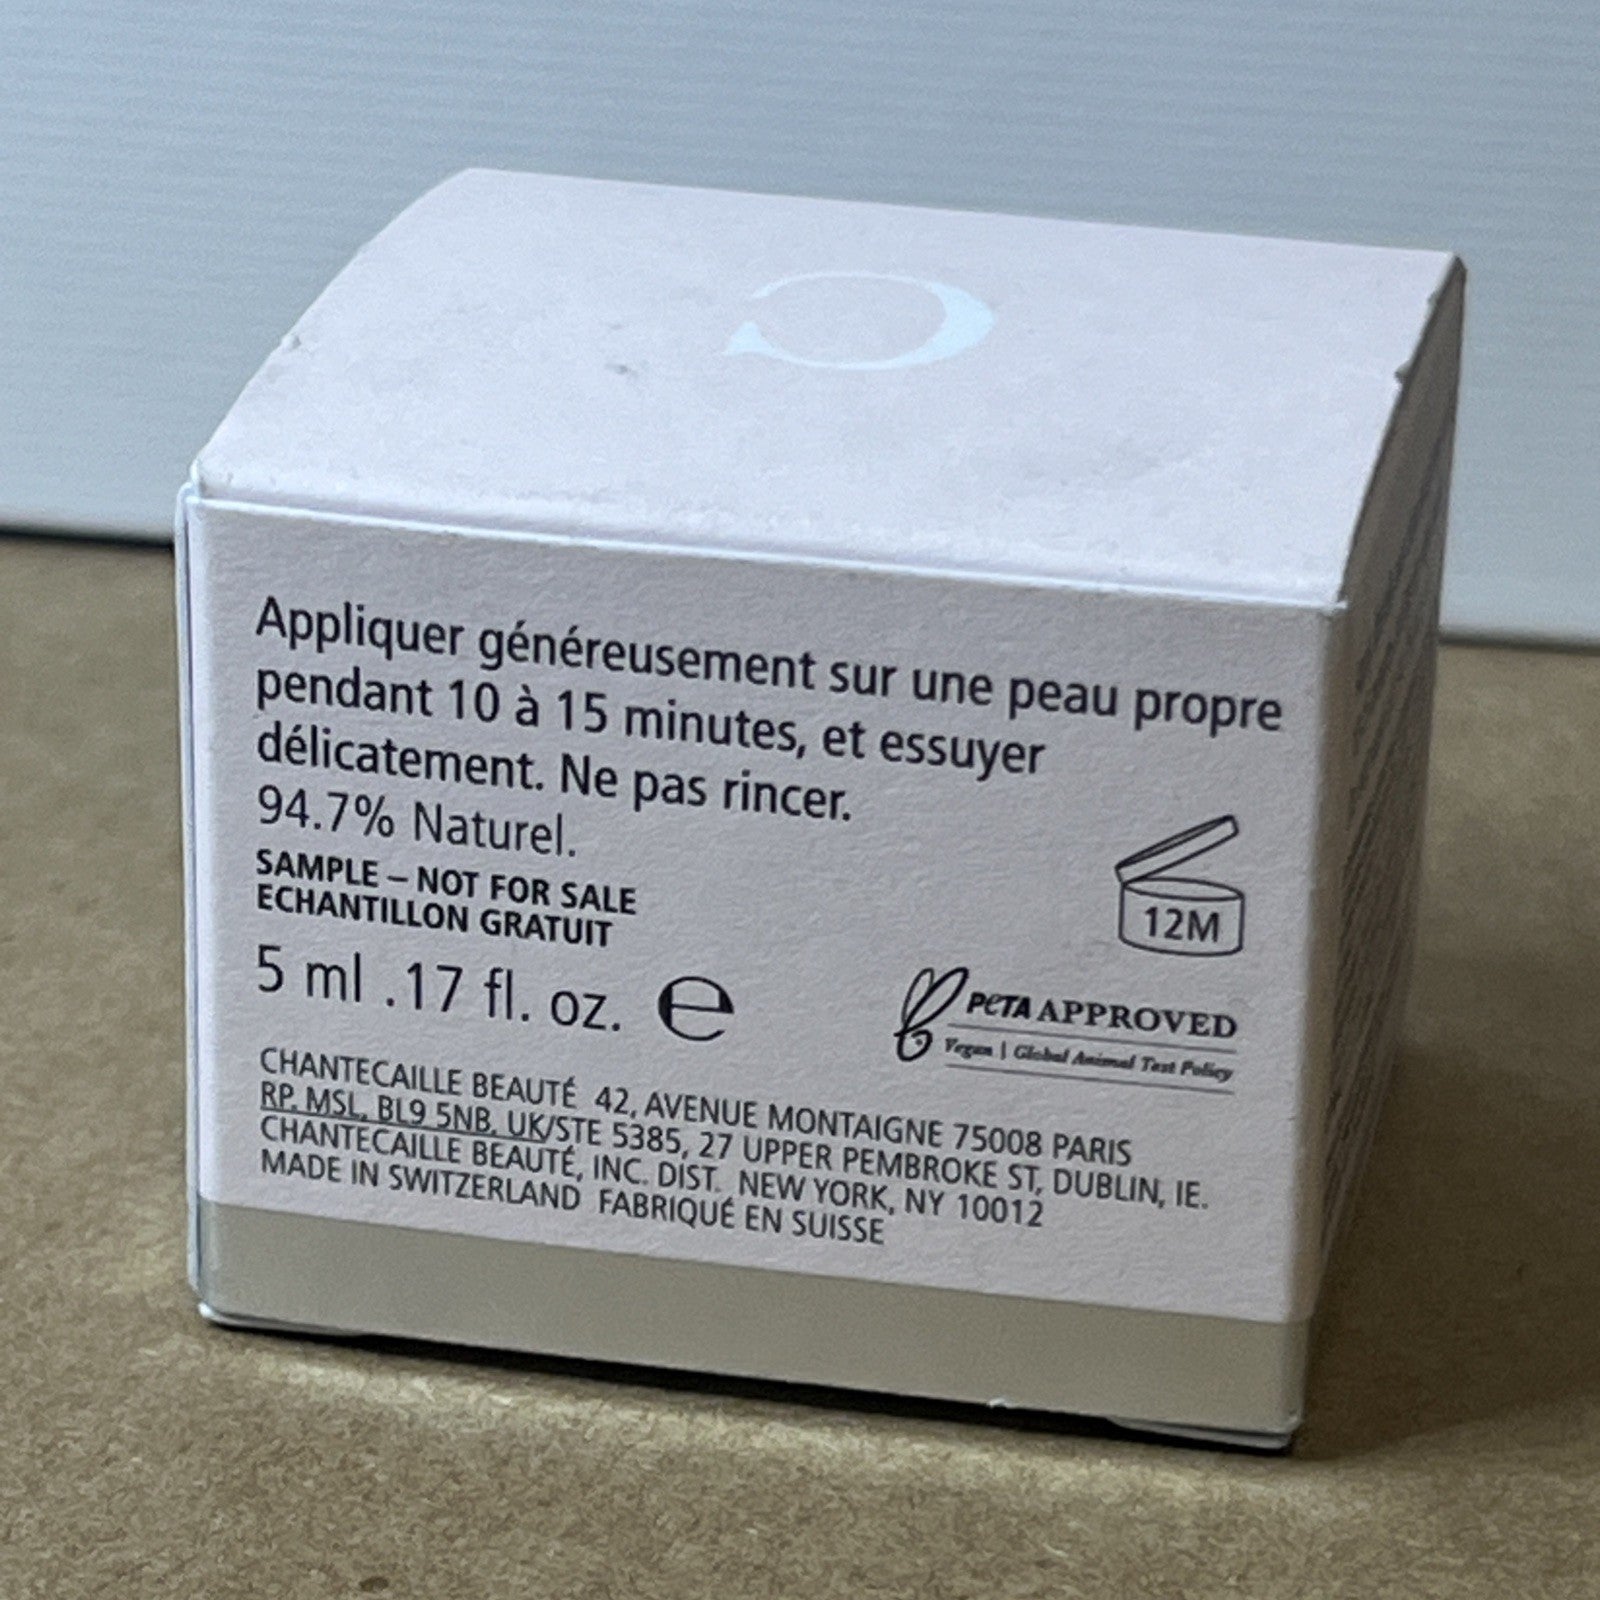 Appliquer généreusement sur une peau propre
pendant 10 à 15 minutes, et essuyer
délicatement. Ne pas rincer.
94.7% Naturel.
SAMPLE – NOT FOR SALE
ECHANTILLON GRATUIT
12M
5 ml .17 fl. oz. ℮
PETA APPROVED
Vegan | Global Animal Test Policy
CHANTECAILLE BEAUTÉ 42, AVENUE MONTAIGNE 75008 PARIS
RP. MSL, BL9 5NB, UK/STE 5385, 27 UPPER PEMBROKE ST, DUBLIN, IE.
CHANTECAILLE BEAUTÉ, INC. DIST. NEW YORK, NY 10012
MADE IN SWITZERLAND FABRIQUÉ EN SUISSE